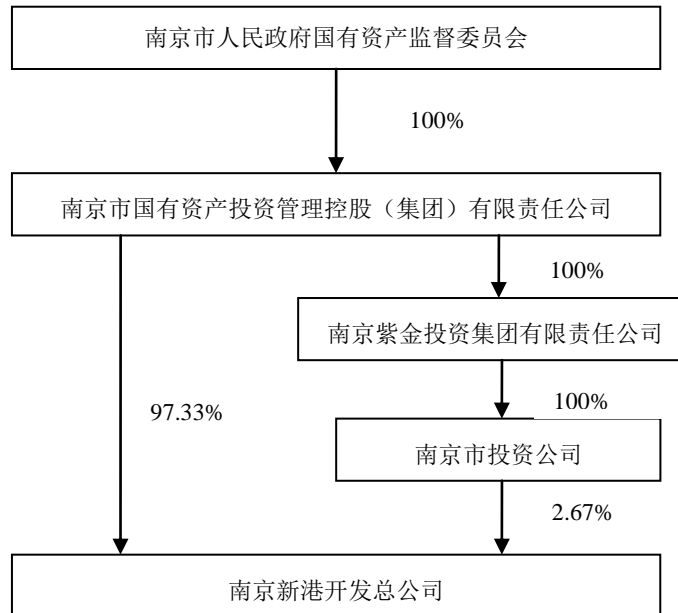 南京市人民政府国有资产监督委员会
100%
南京市国有资产投资管理控股（集团）有限责任公司
100%
南京紫金投资集团有限责任公司
97.33%
100%
南京市投资公司
2.67%
南京新港开发总公司